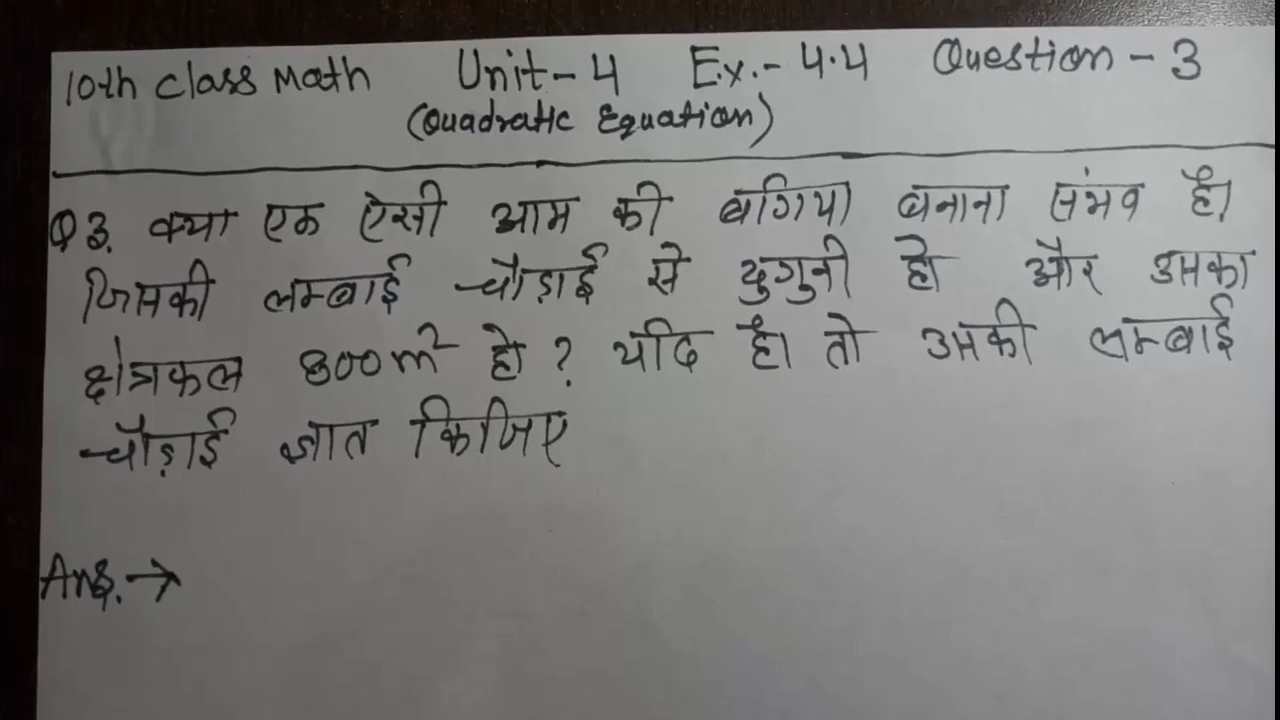 10th class Math Unit-4 Ex.-4.4 Question-3
(Quadratic Equation)
Q3. क्या एक ऐसी आम की बगिया बनाना संभव है।
जिसकी लम्बाई चौड़ाई से दुगुनी हो और उसका
क्षेत्रफल 800m² हो? यदि है। तो उसकी लम्बाई
चौड़ाई ज्ञात किजिए
Ans.→